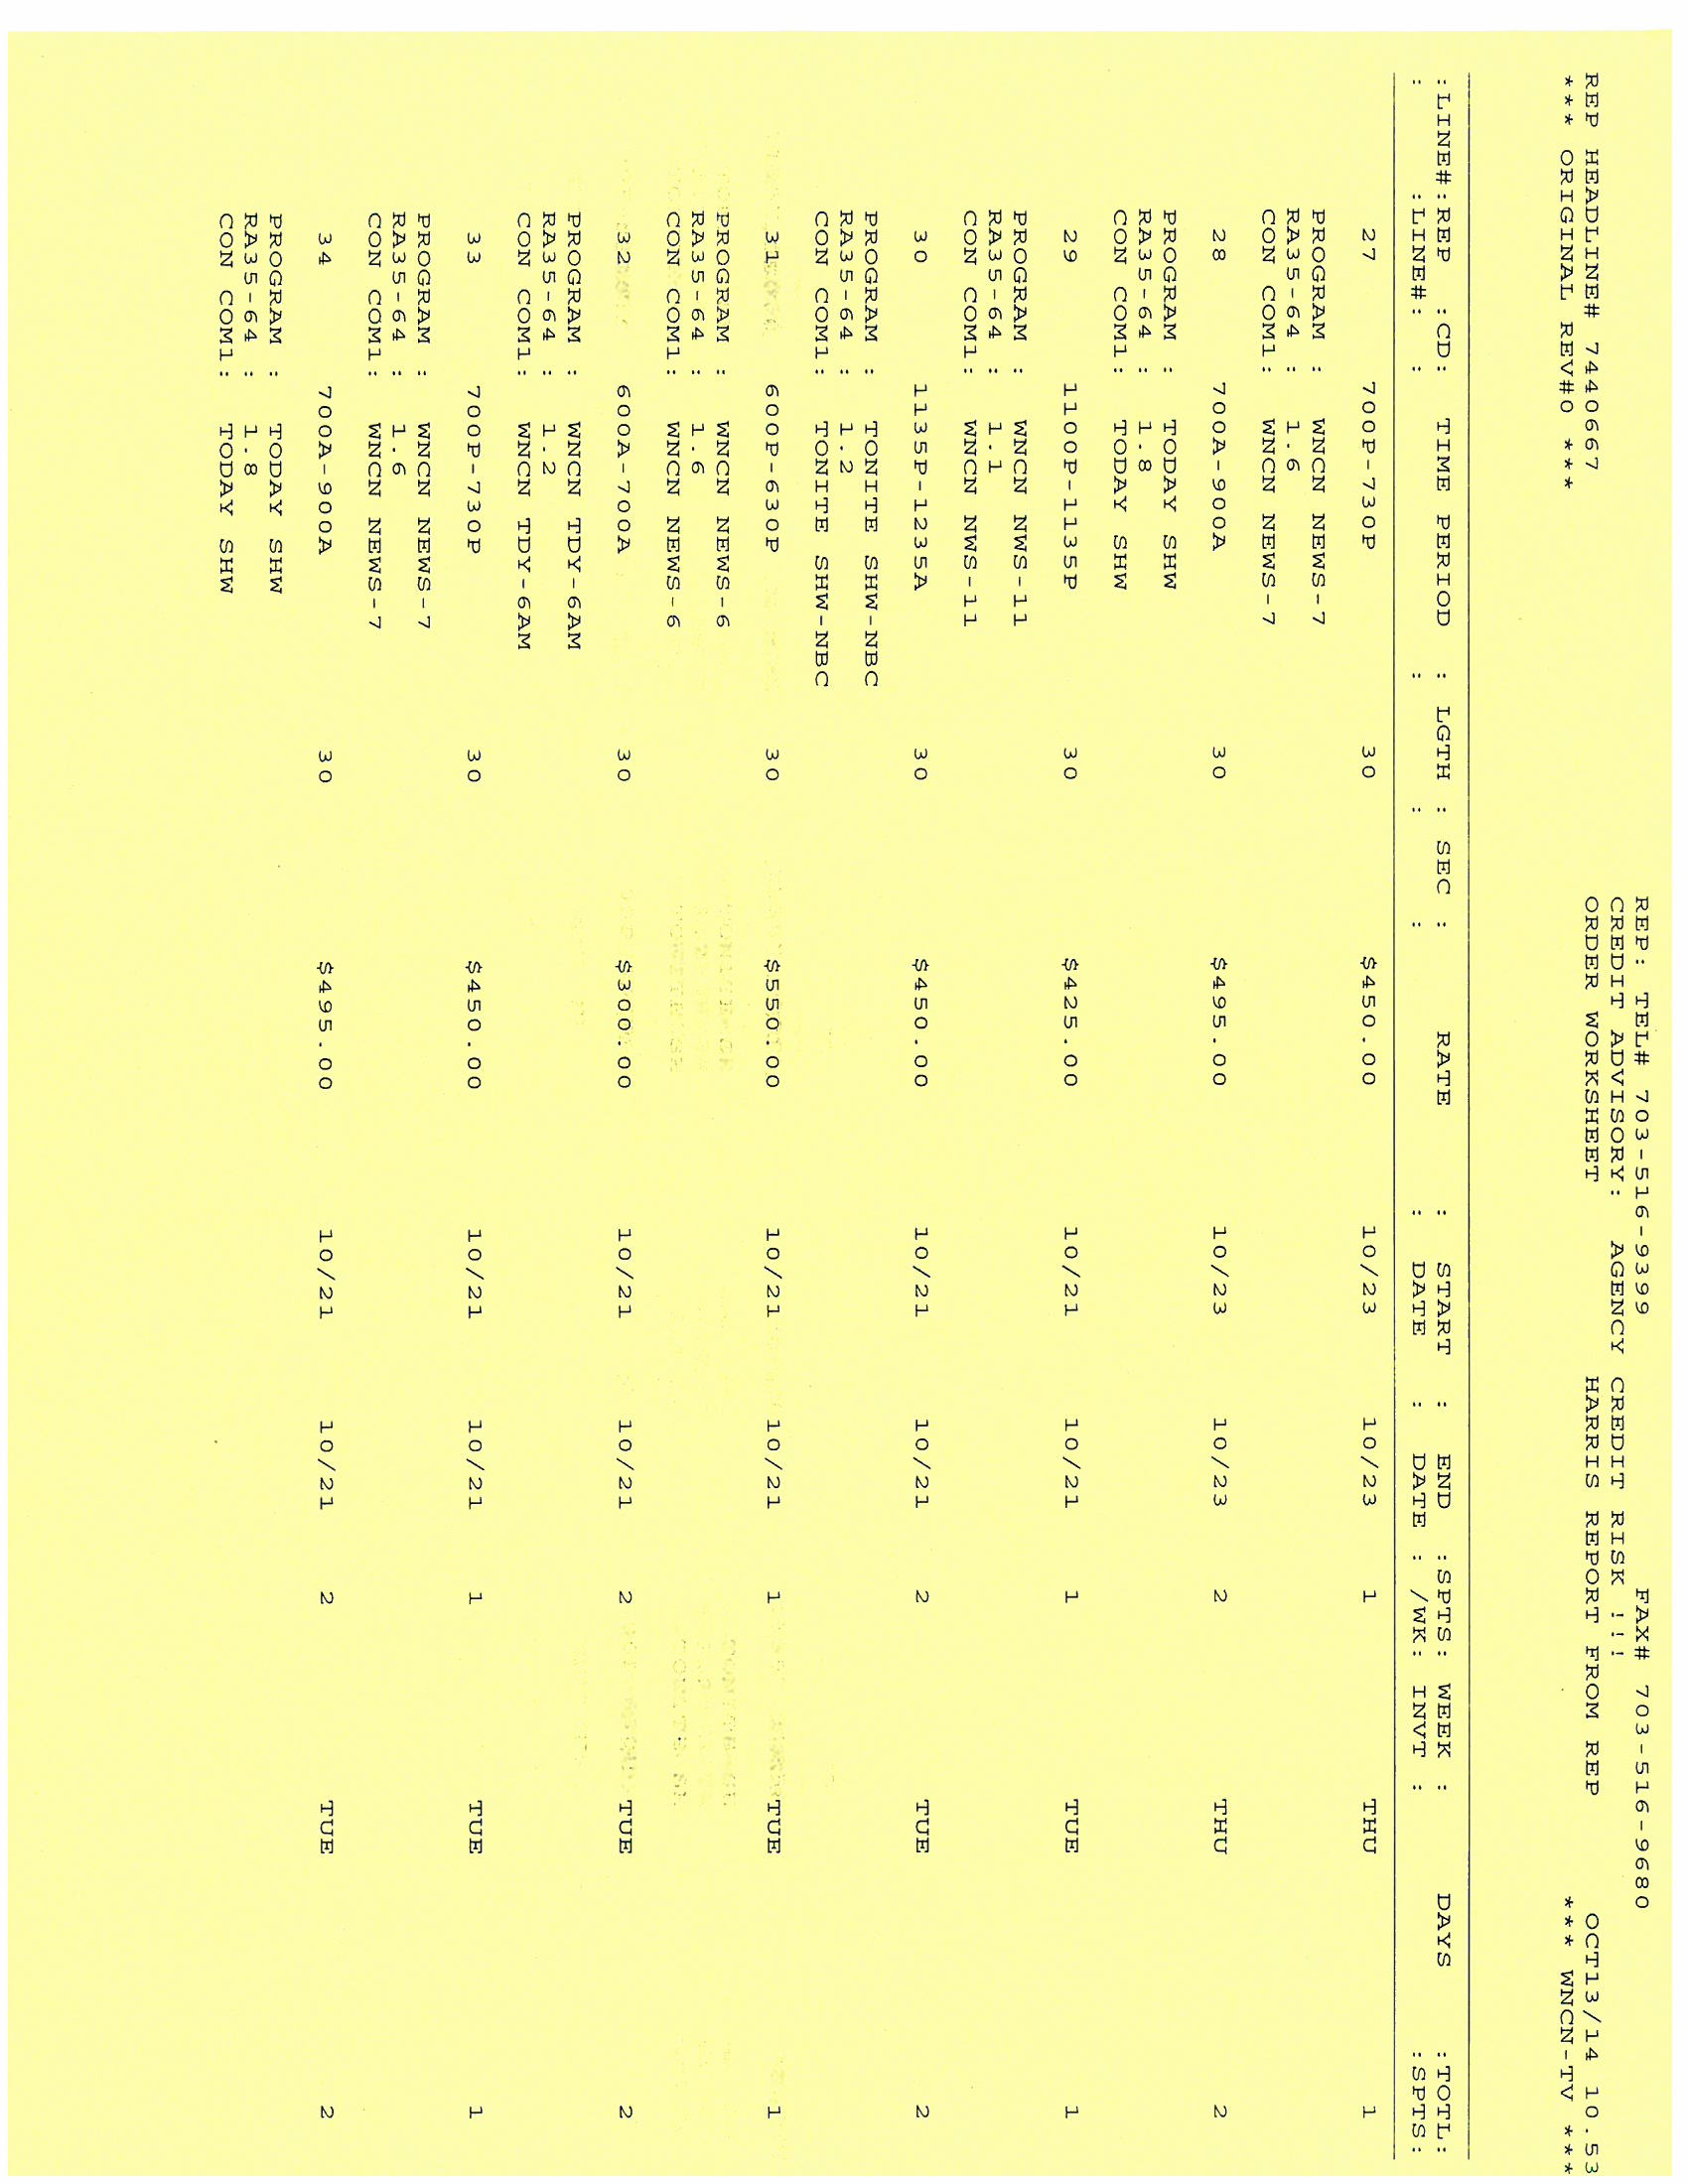 REP: TEL# 703-516-9399 FAX# 703-516-9680
CREDIT ADVISORY: AGENCY CREDIT RISK !!!
REP HEADLINE# 7440667 ORDER WORKSHEET HARRIS REPORT FROM REP OCT13/14 10.53
*** ORIGINAL REV#0 *** *** WNCN-TV ***
:LINE#:REP :CD: TIME PERIOD : LGTH : SEC : RATE : START : END :SPTS: WEEK : DAYS :TOTL:
: :LINE#: : : : : DATE : DATE : /WK: INVT : :SPTS:
27 700P-730P 30 $450.00 10/23 10/23 1 THU 1
PROGRAM : WNCN NEWS-7
RA35-64 : 1.6
CON COM1: WNCN NEWS-7
28 700A-900A 30 $495.00 10/23 10/23 2 THU 2
PROGRAM : TODAY SHW
RA35-64 : 1.8
CON COM1: TODAY SHW
29 1100P-1135P 30 $425.00 10/21 10/21 1 TUE 1
PROGRAM : WNCN NWS-11
RA35-64 : 1.1
CON COM1: WNCN NWS-11
30 1135P-1235A 30 $450.00 10/21 10/21 2 TUE 2
PROGRAM : TONITE SHW-NBC
RA35-64 : 1.2
CON COM1: TONITE SHW-NBC
31 600P-630P 30 $550.00 10/21 10/21 1 TUE 1
PROGRAM : WNCN NEWS-6
RA35-64 : 1.6
CON COM1: WNCN NEWS-6
32 600A-700A 30 $300.00 10/21 10/21 2 TUE 2
PROGRAM : WNCN TDY-6AM
RA35-64 : 1.2
CON COM1: WNCN TDY-6AM
33 700P-730P 30 $450.00 10/21 10/21 1 TUE 1
PROGRAM : WNCN NEWS-7
RA35-64 : 1.6
CON COM1: WNCN NEWS-7
34 700A-900A 30 $495.00 10/21 10/21 2 TUE 2
PROGRAM : TODAY SHW
RA35-64 : 1.8
CON COM1: TODAY SHW